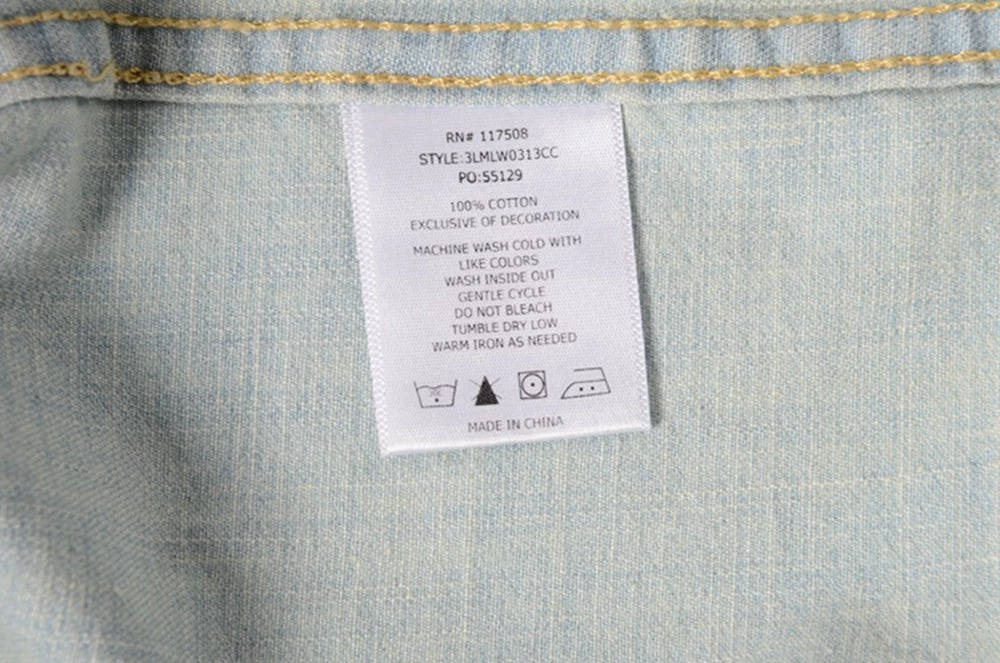 RN# 117508
STYLE:3LMLW0313CC
PO:55129
100% COTTON
EXCLUSIVE OF DECORATION
MACHINE WASH COLD WITH
LIKE COLORS
WASH INSIDE OUT
GENTLE CYCLE
DO NOT BLEACH
TUMBLE DRY LOW
WARM IRON AS NEEDED
MADE IN CHINA